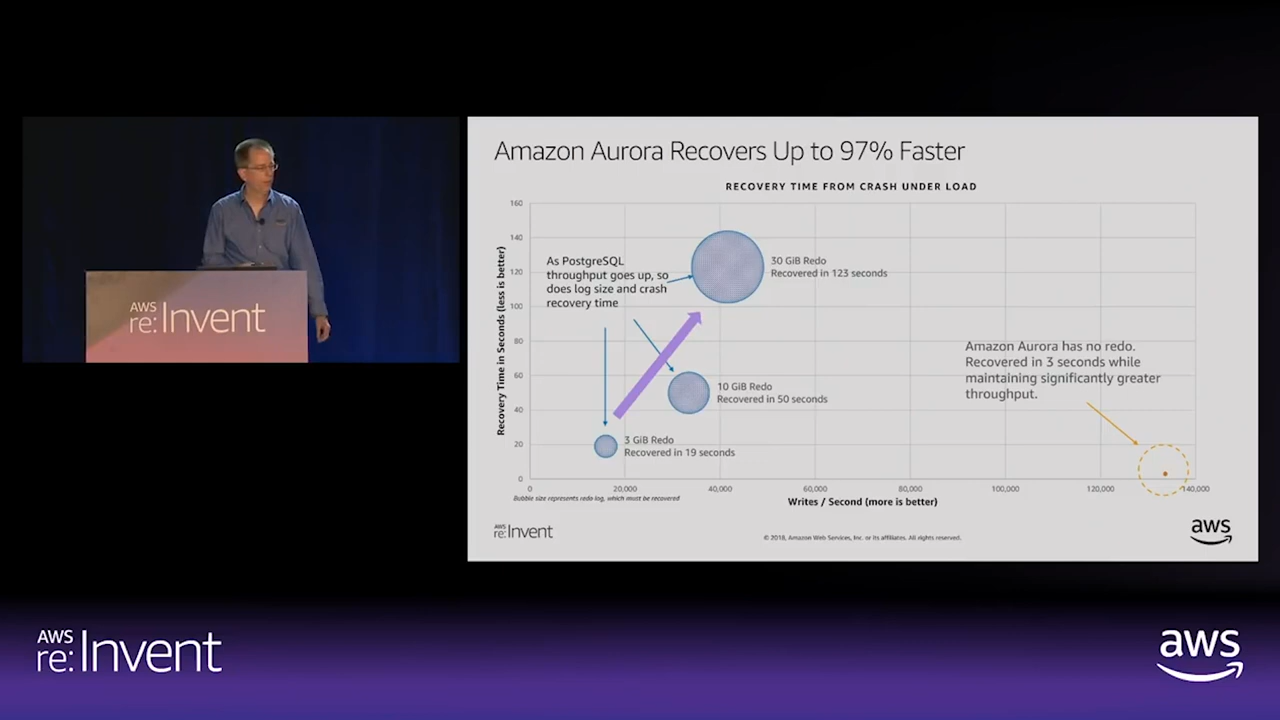 AWS
re:Invent
Amazon Aurora Recovers Up to 97% Faster
RECOVERY TIME FROM CRASH UNDER LOAD
Recovery Time in Seconds (less is better)
160
140
120
100
80
60
40
20
0
As PostgreSQL
throughput goes up, so
does log size and crash
recovery time
30 GiB Redo
Recovered in 123 seconds
10 GiB Redo
Recovered in 50 seconds
3 GiB Redo
Recovered in 19 seconds
Amazon Aurora has no redo.
Recovered in 3 seconds while
maintaining significantly greater
throughput.
0
20,000
40,000
60,000
80,000
100,000
120,000
140,000
Bubble size represents redo log, which must be recovered
Writes / Second (more is better)
AWS
re:Invent
© 2018, Amazon Web Services, Inc. or its affiliates. All rights reserved.
aws
AWS
re:Invent
aws